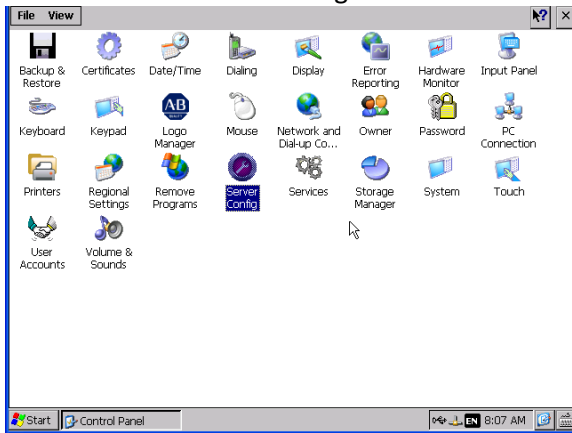 File View
Backup & Restore
Certificates
Date/Time
Dialing
Display
Error Reporting
Hardware Monitor
Input Panel
Keyboard
Keypad
AB
Logo Manager
Mouse
Network and Dial-up Co...
Owner
Password
PC Connection
Printers
Regional Settings
Remove Programs
Server Config
Services
Storage Manager
System
Touch
User Accounts
Volume & Sounds
Start
Control Panel
EN
8:07 AM